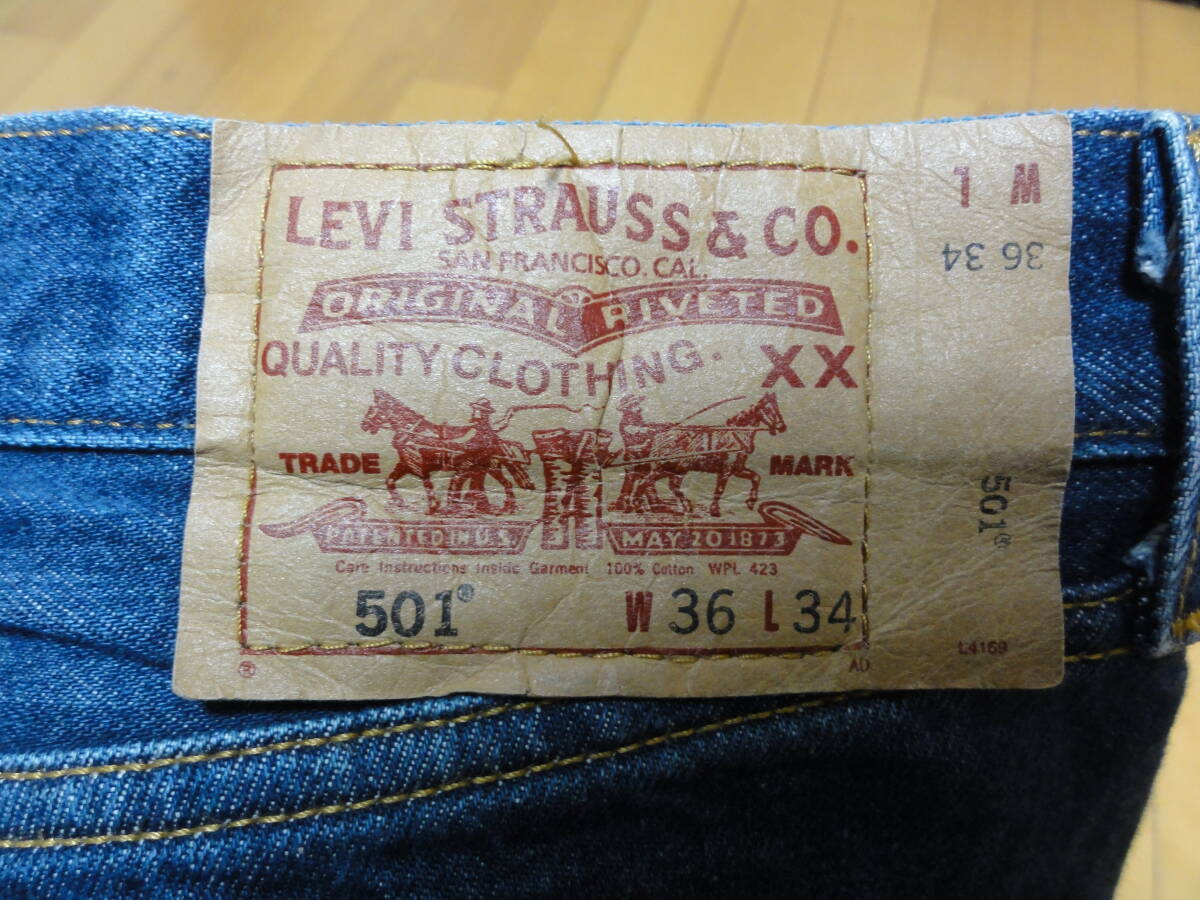 LEVI STRAUSS & CO.
SAN FRANCISCO. CAL.
ORIGINAL RIVETED
QUALITY CLOTHING. XX
TRADE MARK
PATENTED IN U.S. MAY 20 1873
Care Instructions Inside Garment 100% Cotton WPL 423
501® W 36 L 34
® AD
W L
36 34
501®
L4169